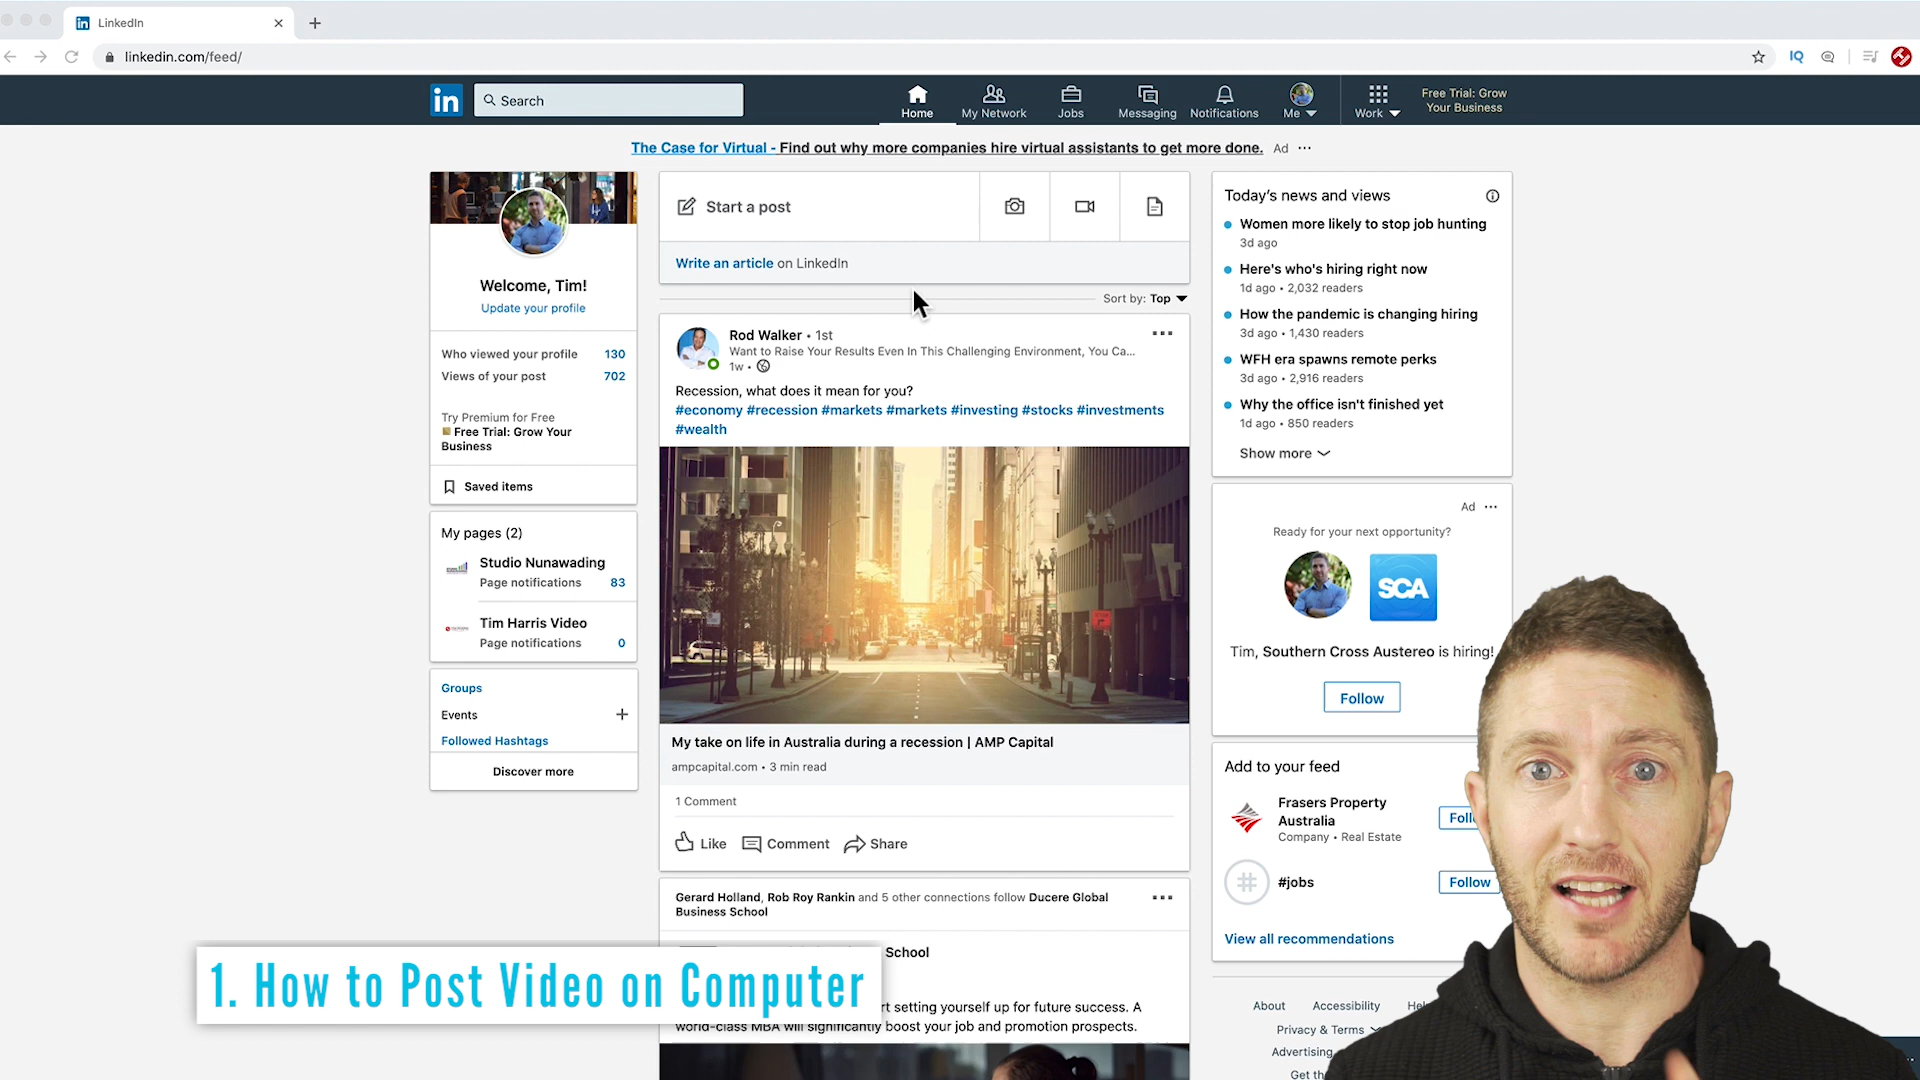 LinkedIn
linkedin.com/feed/
IQ
in
Search
Home
My Network
Jobs
Messaging
Notifications
Me
Work
Free Trial: Grow
Your Business
The Case for Virtual - Find out why more companies hire virtual assistants to get more done.
Ad
Welcome, Tim!
Update your profile
Who viewed your profile 130
Views of your post 702
Try Premium for Free
Free Trial: Grow Your
Business
Saved items
My pages (2)
Studio Nunawading
Page notifications 83
Tim Harris Video
Page notifications 0
Groups
Events
Followed Hashtags
Discover more
Start a post
Write an article on LinkedIn
Sort by: Top
Rod Walker • 1st
Want to Raise Your Results Even In This Challenging Environment, You Ca...
1w •
Recession, what does it mean for you?
#economy #recession #markets #markets #investing #stocks #investments
#wealth
My take on life in Australia during a recession | AMP Capital
ampcapital.com • 3 min read
1 Comment
Like
Comment
Share
Gerard Holland, Rob Roy Rankin and 5 other connections follow Ducere Global
Business School
School
setting yourself up for future success. A
world-class MBA will significantly boost your job and promotion prospects.
Today's news and views
Women more likely to stop job hunting
3d ago
Here's who's hiring right now
1d ago • 2,032 readers
How the pandemic is changing hiring
3d ago • 1,430 readers
WFH era spawns remote perks
3d ago • 2,916 readers
Why the office isn't finished yet
1d ago • 850 readers
Show more
Ad
Ready for your next opportunity?
SCA
Tim, Southern Cross Austereo is hiring!
Follow
Add to your feed
Frasers Property
Australia
Company • Real Estate
#jobs
Follow
View all recommendations
About
Accessibility
Privacy & Terms
Advertising
1. How to Post Video on Computer